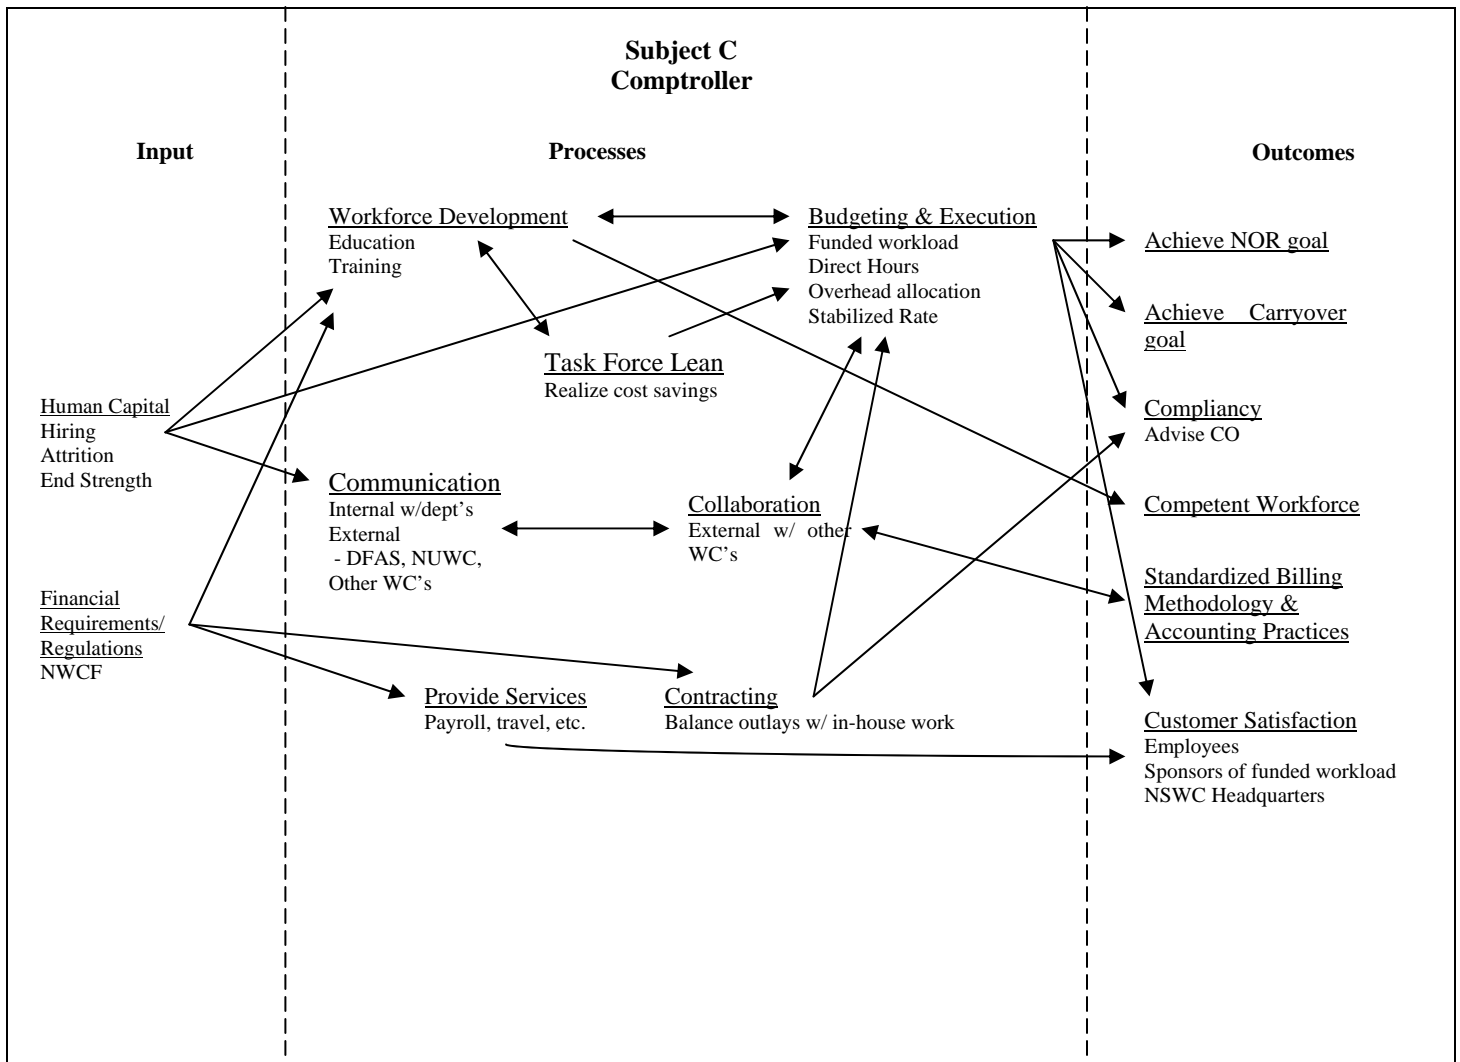 Subject C
Comptroller
Input
Processes
Outcomes
Human Capital
Hiring
Attrition
End Strength
Financial
Requirements/
Regulations
NWCF
Workforce Development
Education
Training
Budgeting & Execution
Funded workload
Direct Hours
Overhead allocation
Stabilized Rate
Task Force Lean
Realize cost savings
Communication
Internal w/dept's
External
- DFAS, NUWC,
Other WC's
Collaboration
External w/ other
WC's
Provide Services
Payroll, travel, etc.
Contracting
Balance outlays w/ in-house work
Achieve NOR goal
Achieve Carryover
goal
Compliancy
Advise CO
Competent Workforce
Standardized Billing
Methodology &
Accounting Practices
Customer Satisfaction
Employees
Sponsors of funded workload
NSWC Headquarters